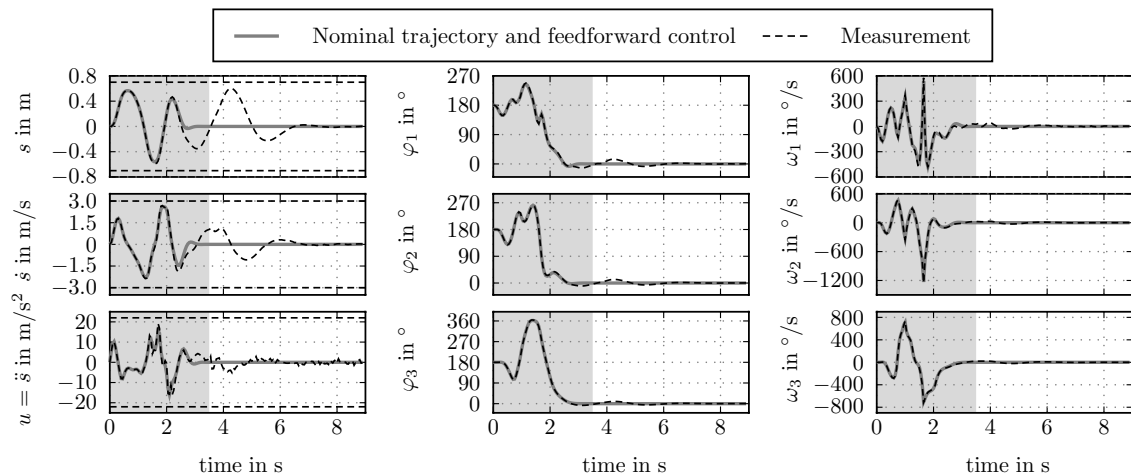 Nominal trajectory and feedforward control Measurement
s in m
0.8
0.4
0
−0.4
−0.8
φ₁ in °
270
180
90
0
ω₁ in °/s
600
300
0
−300
−600
ṡ in m/s
3.0
1.5
0
−1.5
−3.0
φ₂ in °
270
180
90
0
ω₂ in °/s
600
0
−600
−1200
u = s̈ in m/s²
20
10
0
−10
−20
φ₃ in °
360
270
180
90
0
ω₃ in °/s
800
400
0
−400
−800
0 2 4 6 8
0 2 4 6 8
0 2 4 6 8
time in s
time in s
time in s